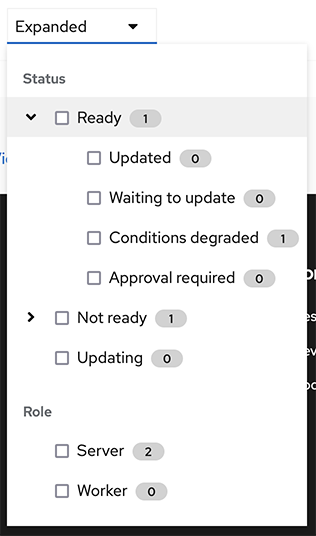 Expanded
Status
Ready 1
Updated 0
Waiting to update 0
Conditions degraded 1
Approval required 0
Not ready 1
Updating 0
Role
Server 2
Worker 0